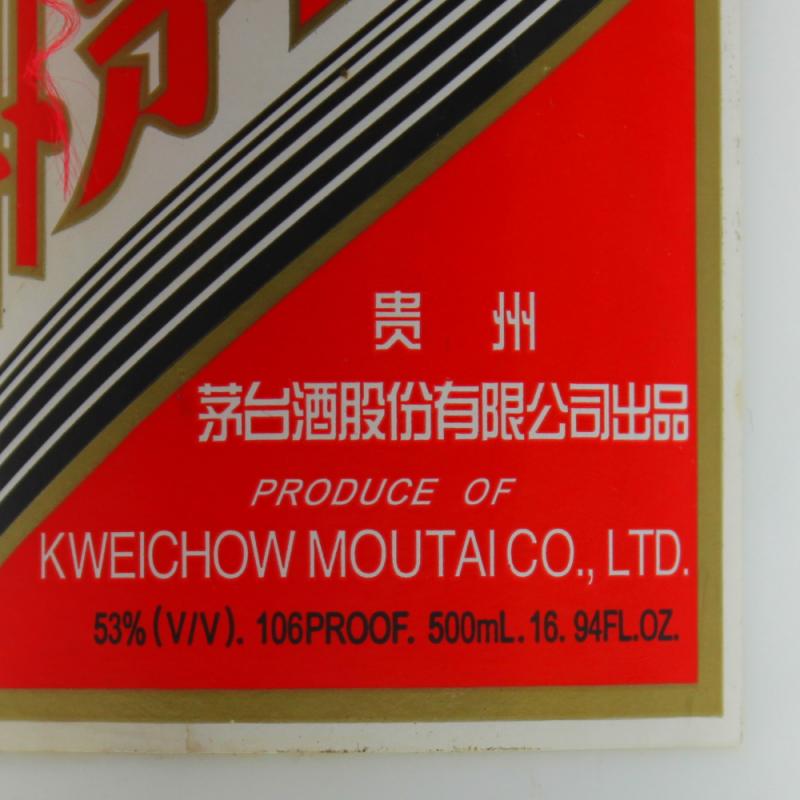 贵 州
茅台酒股份有限公司出品
PRODUCE OF
KWEICHOW MOUTAI CO., LTD.
53% (V/V). 106PROOF. 500mL. 16. 94FL.OZ.